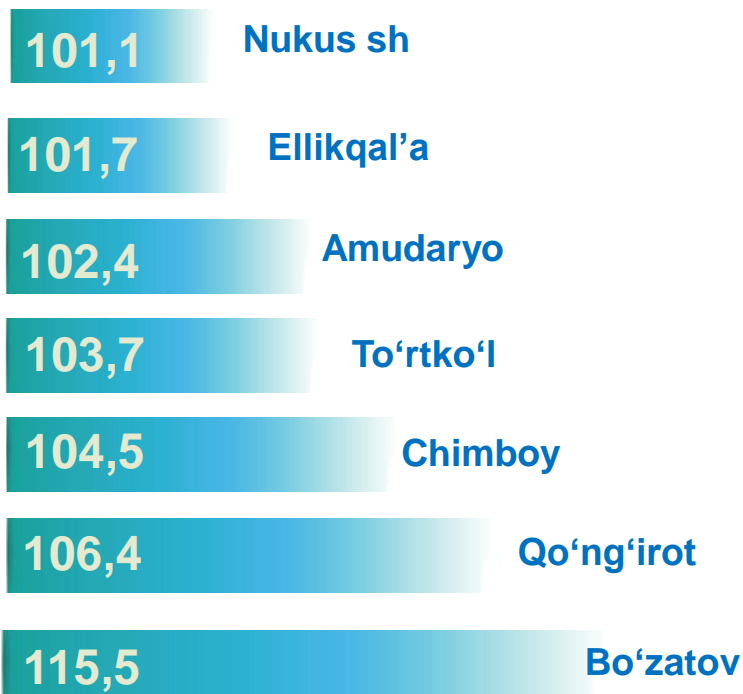 101,1 Nukus sh
101,7 Ellikqal’a
102,4 Amudaryo
103,7 To‘rtko‘l
104,5 Chimboy
106,4 Qo‘ng‘irot
115,5 Bo‘zatov